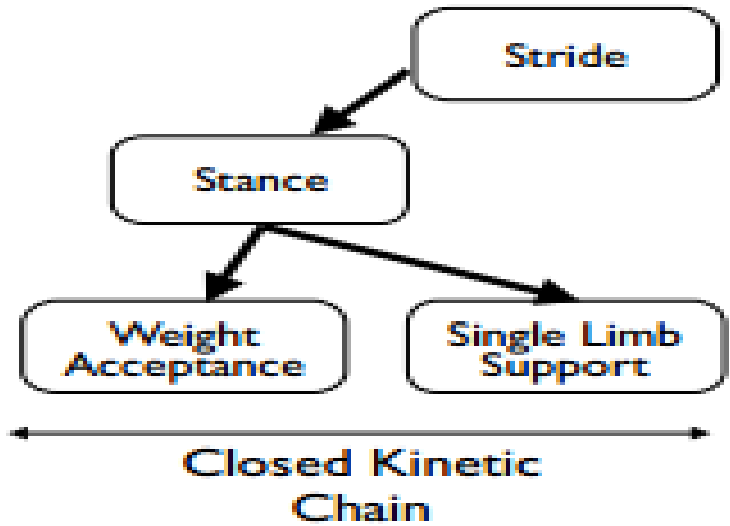 Stride
Stance
Weight
Acceptance
Single Limb
Support
Closed Kinetic
Chain